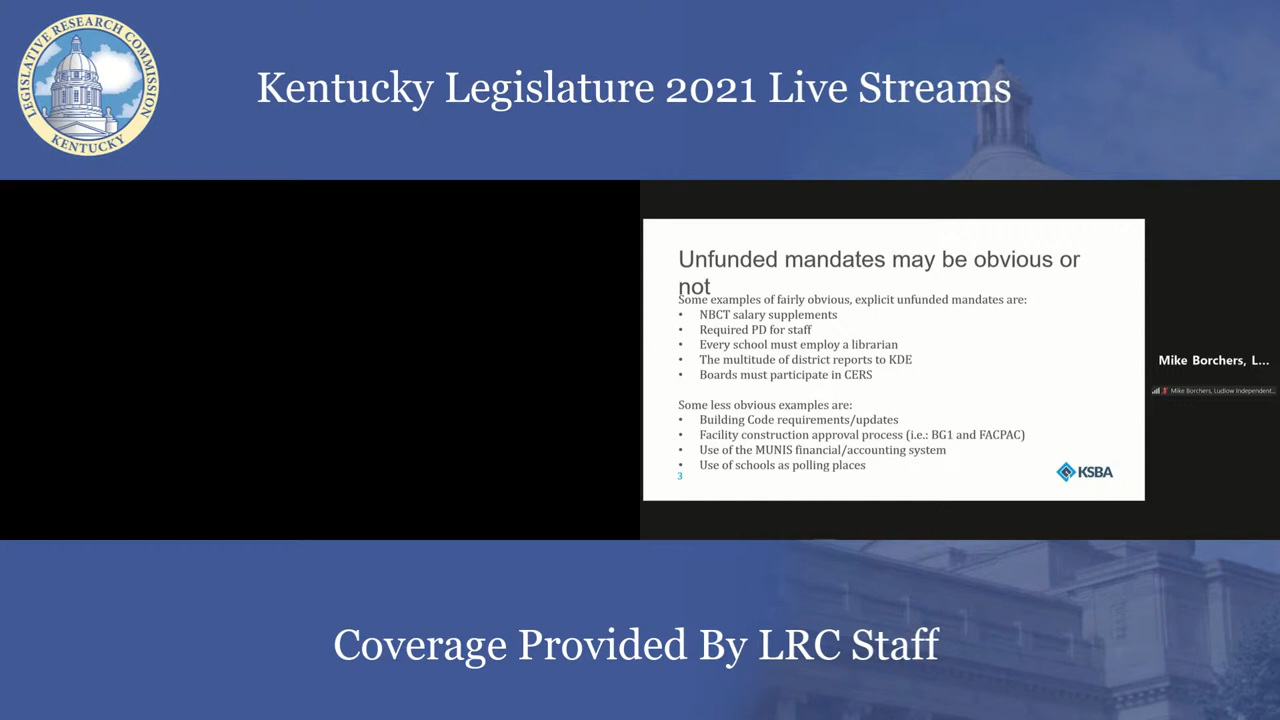 LEGISLATIVE RESEARCH COMMISSION
KENTUCKY
Kentucky Legislature 2021 Live Streams
Unfunded mandates may be obvious or
not
Some examples of fairly obvious, explicit unfunded mandates are:
• NBCT salary supplements
• Required PD for staff
• Every school must employ a librarian
• The multitude of district reports to KDE
• Boards must participate in CERS
Some less obvious examples are:
• Building Code requirements/updates
• Facility construction approval process (i.e.: BG1 and FACPAC)
• Use of the MUNIS financial/accounting system
• Use of schools as polling places
3
KSBA
Mike Borchers, L...
Mike Borchers, Ludlow Independent...
Coverage Provided By LRC Staff